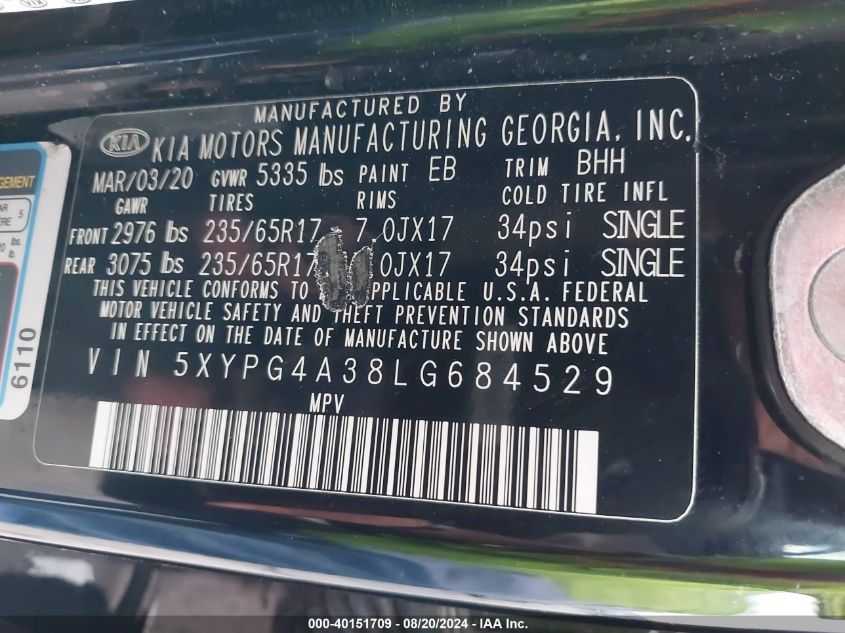 MANUFACTURED BY
KIA KIA MOTORS MANUFACTURING GEORGIA, INC.
MAR/03/20 GVWR 5335 lbs PAINT EB TRIM BHH
GAWR TIRES RIMS COLD TIRE INFL
FRONT 2976 lbs 235/65R17 7.0JX17 34psi SINGLE
REAR 3075 lbs 235/65R17 .0JX17 34psi SINGLE
THIS VEHICLE CONFORMS TO APPLICABLE U.S.A. FEDERAL
MOTOR VEHICLE SAFETY AND THEFT PREVENTION STANDARDS
IN EFFECT ON THE DATE OF MANUFACTURE SHOWN ABOVE
VIN 5XYPG4A38LG684529
MPV
6110
000-40151709 - 08/20/2024 - Copyright © 2024 IAA, Inc.